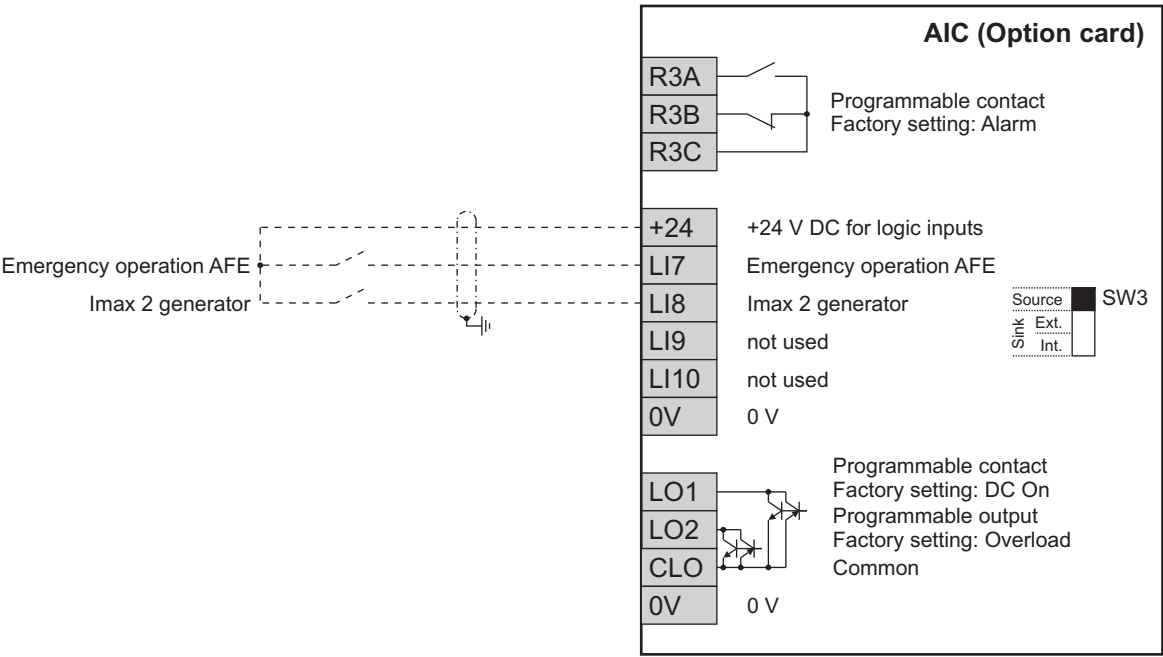 AIC (Option card)
R3A
R3B
R3C
Programmable contact
Factory setting: Alarm
+24
+24 V DC for logic inputs
Emergency operation AFE
LI7
Emergency operation AFE
Imax 2 generator
LI8
Imax 2 generator
LI9
not used
LI10
not used
0V
0 V
Source
SW3
Sink
Ext.
Int.
LO1
Programmable contact
Factory setting: DC On
LO2
Programmable output
Factory setting: Overload
CLO
Common
0V
0 V